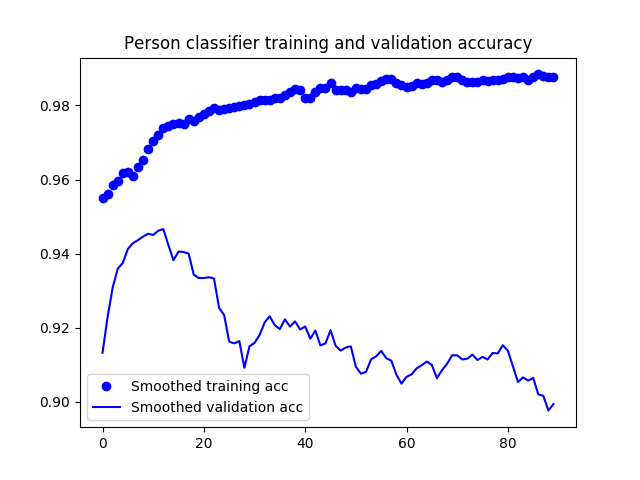 Person classifier training and validation accuracy
0.98
0.96
0.94
0.92
0.90
Smoothed training acc
Smoothed validation acc
0 20 40 60 80